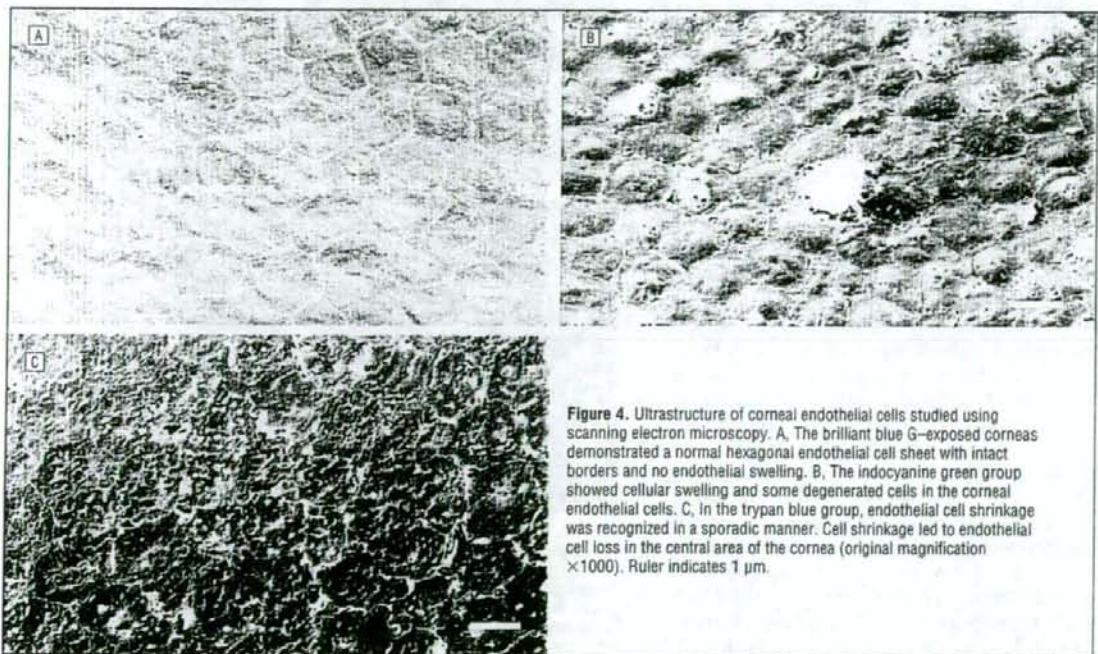 A
B
C
Figure 4. Ultrastructure of corneal endothelial cells studied using
scanning electron microscopy. A, The brilliant blue G–exposed corneas
demonstrated a normal hexagonal endothelial cell sheet with intact
borders and no endothelial swelling. B, The indocyanine green group
showed cellular swelling and some degenerated cells in the corneal
endothelial cells. C, In the trypan blue group, endothelial cell shrinkage
was recognized in a sporadic manner. Cell shrinkage led to endothelial
cell loss in the central area of the cornea (original magnification
×1000). Ruler indicates 1 μm.